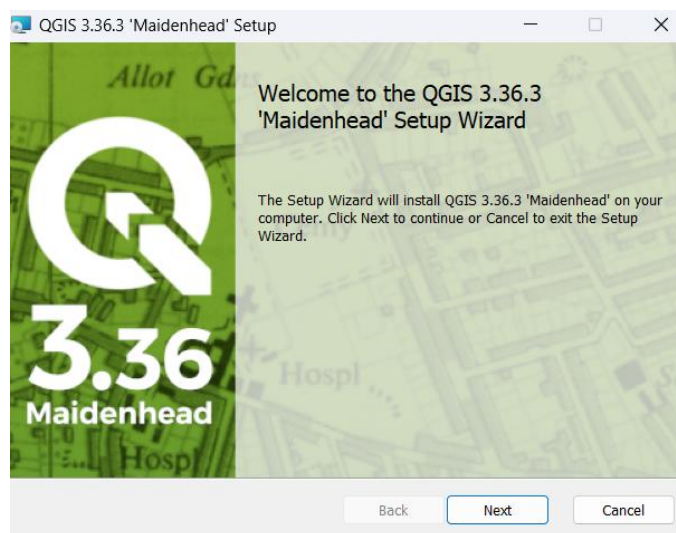 QGIS 3.36.3 'Maidenhead' Setup
Allot Gdns
Welcome to the QGIS 3.36.3
'Maidenhead' Setup Wizard
The Setup Wizard will install QGIS 3.36.3 'Maidenhead' on your
computer. Click Next to continue or Cancel to exit the Setup
Wizard.
3.36
Maidenhead
Hospl
Hospl
Back
Next
Cancel